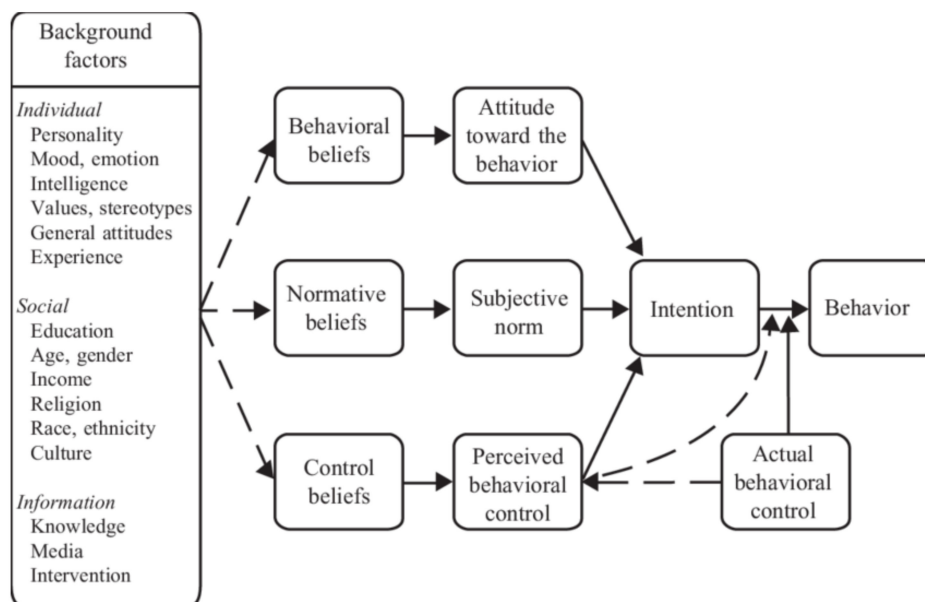 Background
factors
Individual
Personality
Mood, emotion
Intelligence
Values, stereotypes
General attitudes
Experience
Social
Education
Age, gender
Income
Religion
Race, ethnicity
Culture
Information
Knowledge
Media
Intervention
Behavioral
beliefs
Attitude
toward the
behavior
Normative
beliefs
Subjective
norm
Intention
Behavior
Control
beliefs
Perceived
behavioral
control
Actual
behavioral
control